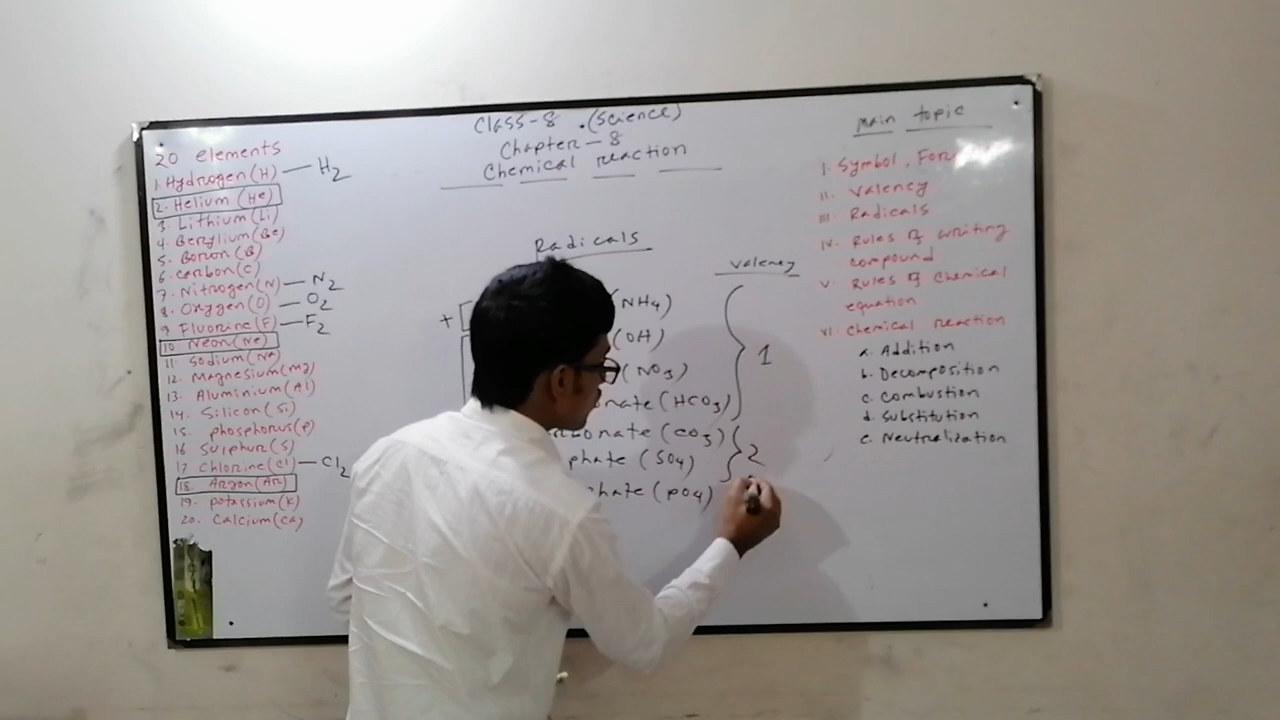 Class-8 (Science)
Chapter-8
Chemical reaction
20 elements
1. Hydrogen (H) — H2
2. Helium (He)
3. Lithium (Li)
4. Berylium (Be)
5. Boron (B)
6. carbon (C)
7. Nitrogen (N) — N2
8. Oxygen (O) — O2
9. Fluorine (F) — F2
10. Neon (Ne)
11. Sodium (Na)
12. Magnesium (Mg)
13. Aluminium (Al)
14. Silicon (Si)
15. phosphorus (P)
16. Sulphur (S)
17. Chlorine (Cl) — Cl2
18. Argon (Ar)
19. potassium (K)
20. Calcium (Ca)
Radicals
Valency
+ (NH4)
(OH)
(NO3)
nate (HCO3)
1
rbonate (CO3)
phate (SO4)
2
phate (PO4)
Main topic
I. Symbol, For
II. Valency
III. Radicals
IV. Rules of writing
compound
V. Rules of Chemical
equation
VI. Chemical reaction
a. Addition
b. Decomposition
c. Combustion
d. Substitution
e. Neutralization